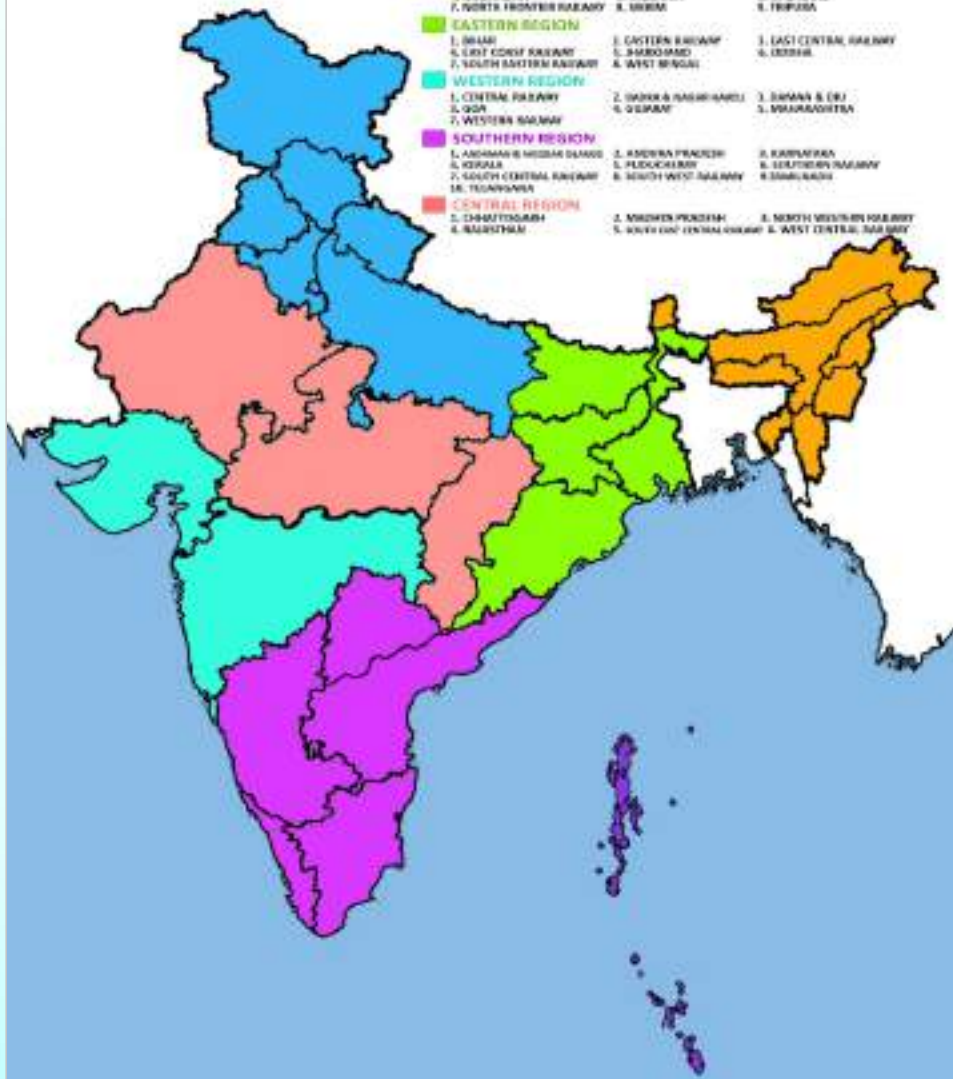 7. NORTH FRONTIER RAILWAY 8. SIKKIM 9. TRIPURA
EASTERN REGION
1. BIHAR 2. EASTERN RAILWAY 3. EAST CENTRAL RAILWAY
4. EAST COAST RAILWAY 5. JHARKHAND 6. ODISHA
7. SOUTH EASTERN RAILWAY 8. WEST BENGAL
WESTERN REGION
1. CENTRAL RAILWAY 2. DADRA & NAGAR HAVELI 3. DAMAN & DIU
3. GOA 4. GUJARAT 5. MAHARASHTRA
7. WESTERN RAILWAY
SOUTHERN REGION
1. ANDAMAN & NICOBAR ISLANDS 2. ANDHRA PRADESH 3. KARNATAKA
4. KERALA 5. PUDUCHERRY 6. SOUTHERN RAILWAY
7. SOUTH CENTRAL RAILWAY 8. SOUTH WEST RAILWAY 9. TAMILNADU
10. TELANGANA
CENTRAL REGION
1. CHHATTISGARH 2. MADHYA PRADESH 3. NORTH WESTERN RAILWAY
4. RAJASTHAN 5. SOUTH EAST CENTRAL RAILWAY 6. WEST CENTRAL RAILWAY